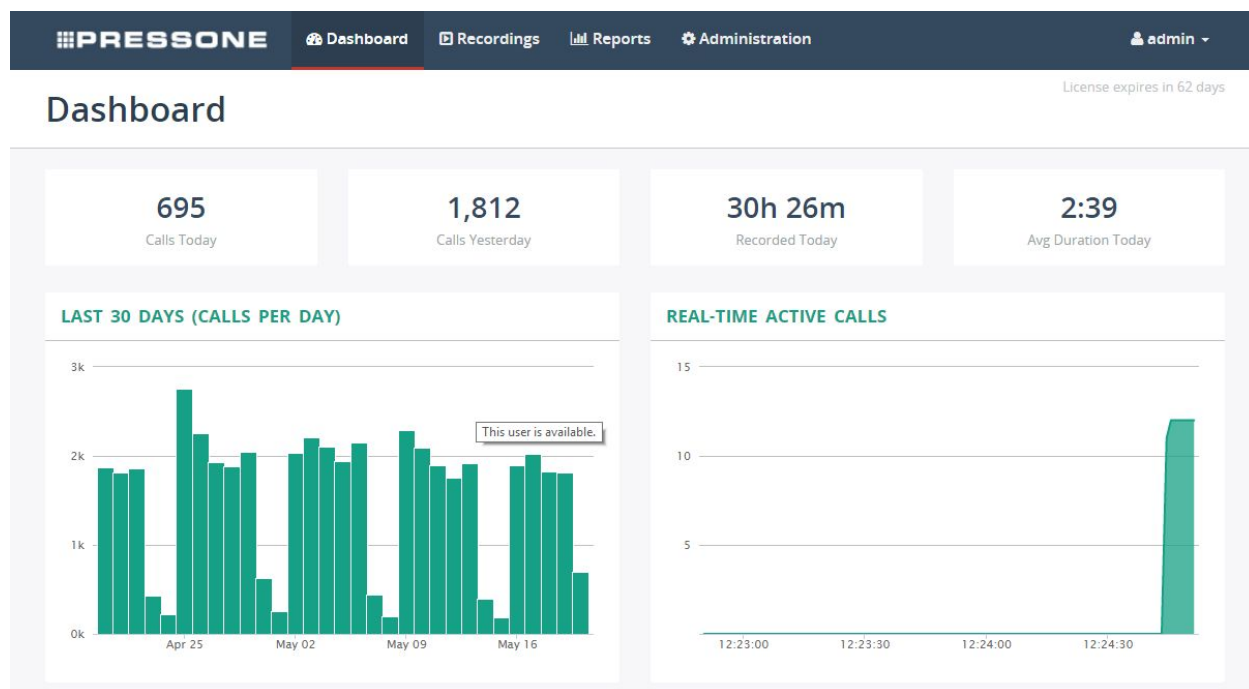 PRESSONE Dashboard Recordings Reports Administration admin
License expires in 62 days
Dashboard
695 1,812 30h 26m 2:39
Calls Today Calls Yesterday Recorded Today Avg Duration Today
LAST 30 DAYS (CALLS PER DAY)
3k
This user is available.
2k
1k
0k
Apr 25 May 02 May 09 May 16
REAL-TIME ACTIVE CALLS
15
10
5
12:23:00 12:23:30 12:24:00 12:24:30